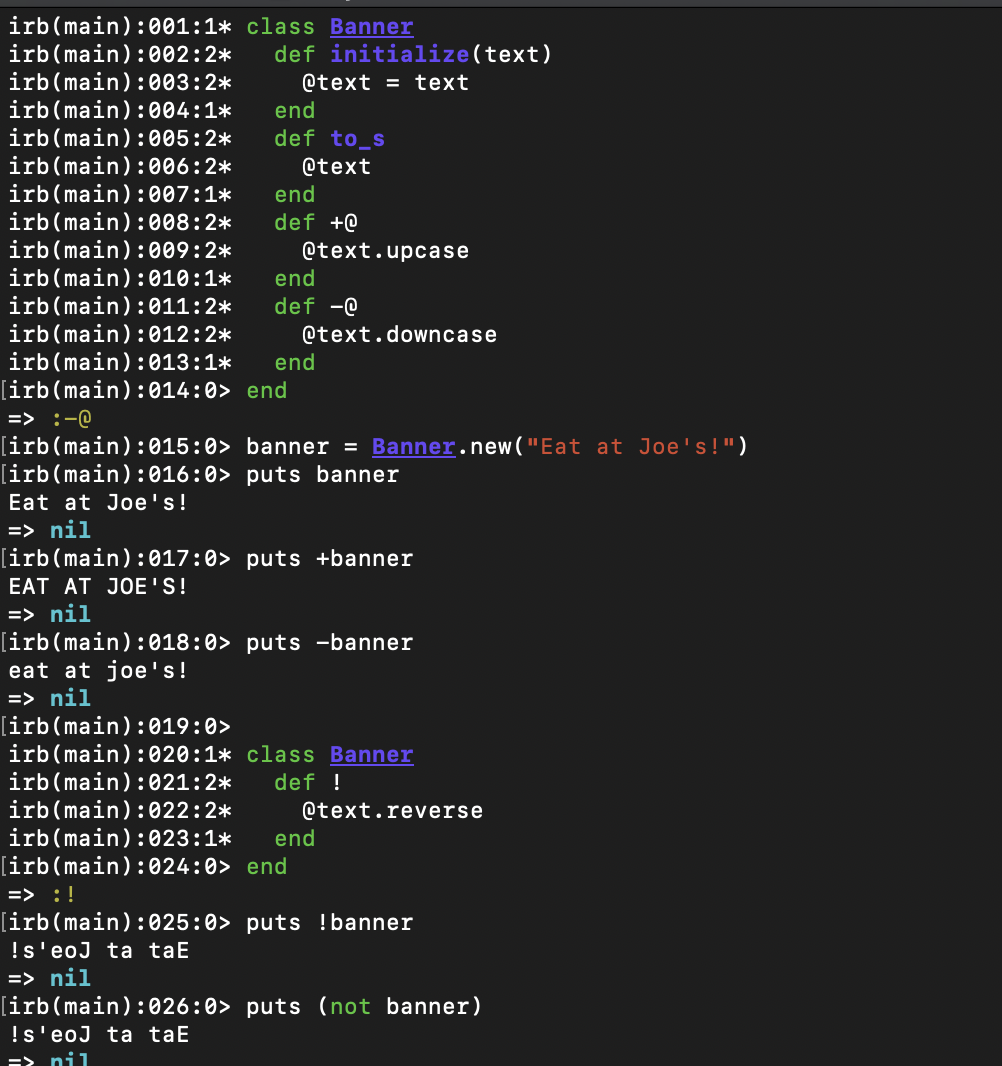 irb(main):001:1* class Banner
irb(main):002:2*   def initialize(text)
irb(main):003:2*     @text = text
irb(main):004:1*   end
irb(main):005:2*   def to_s
irb(main):006:2*     @text
irb(main):007:1*   end
irb(main):008:2*   def +@
irb(main):009:2*     @text.upcase
irb(main):010:1*   end
irb(main):011:2*   def -@
irb(main):012:2*     @text.downcase
irb(main):013:1*   end
[irb(main):014:0> end
=> :-@
[irb(main):015:0> banner = Banner.new("Eat at Joe's!")
[irb(main):016:0> puts banner
Eat at Joe's!
=> nil
[irb(main):017:0> puts +banner
EAT AT JOE'S!
=> nil
[irb(main):018:0> puts -banner
eat at joe's!
=> nil
[irb(main):019:0>
irb(main):020:1* class Banner
irb(main):021:2*   def !
irb(main):022:2*     @text.reverse
irb(main):023:1*   end
[irb(main):024:0> end
=> :!
[irb(main):025:0> puts !banner
!s'eoJ ta taE
=> nil
[irb(main):026:0> puts (not banner)
!s'eoJ ta taE
=> nil